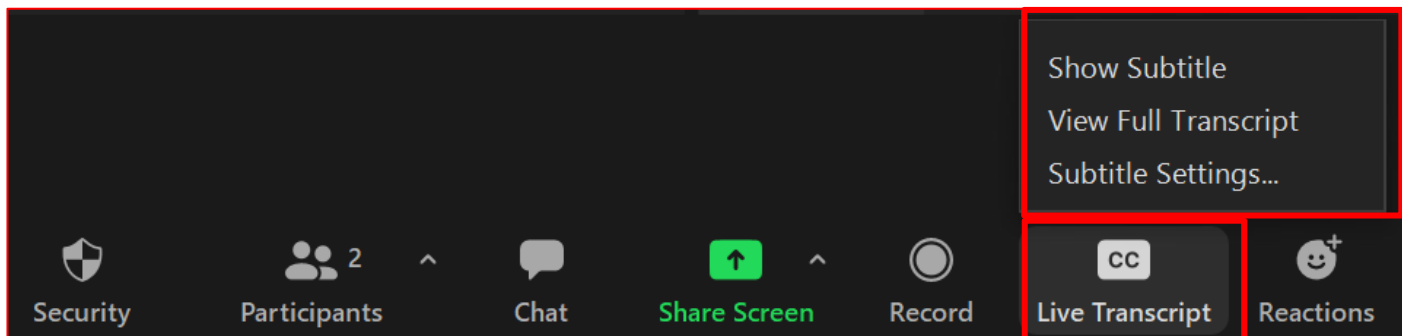 Show Subtitle
View Full Transcript
Subtitle Settings...
2
CC
Security
Participants
Chat
Share Screen
Record
Live Transcript
Reactions